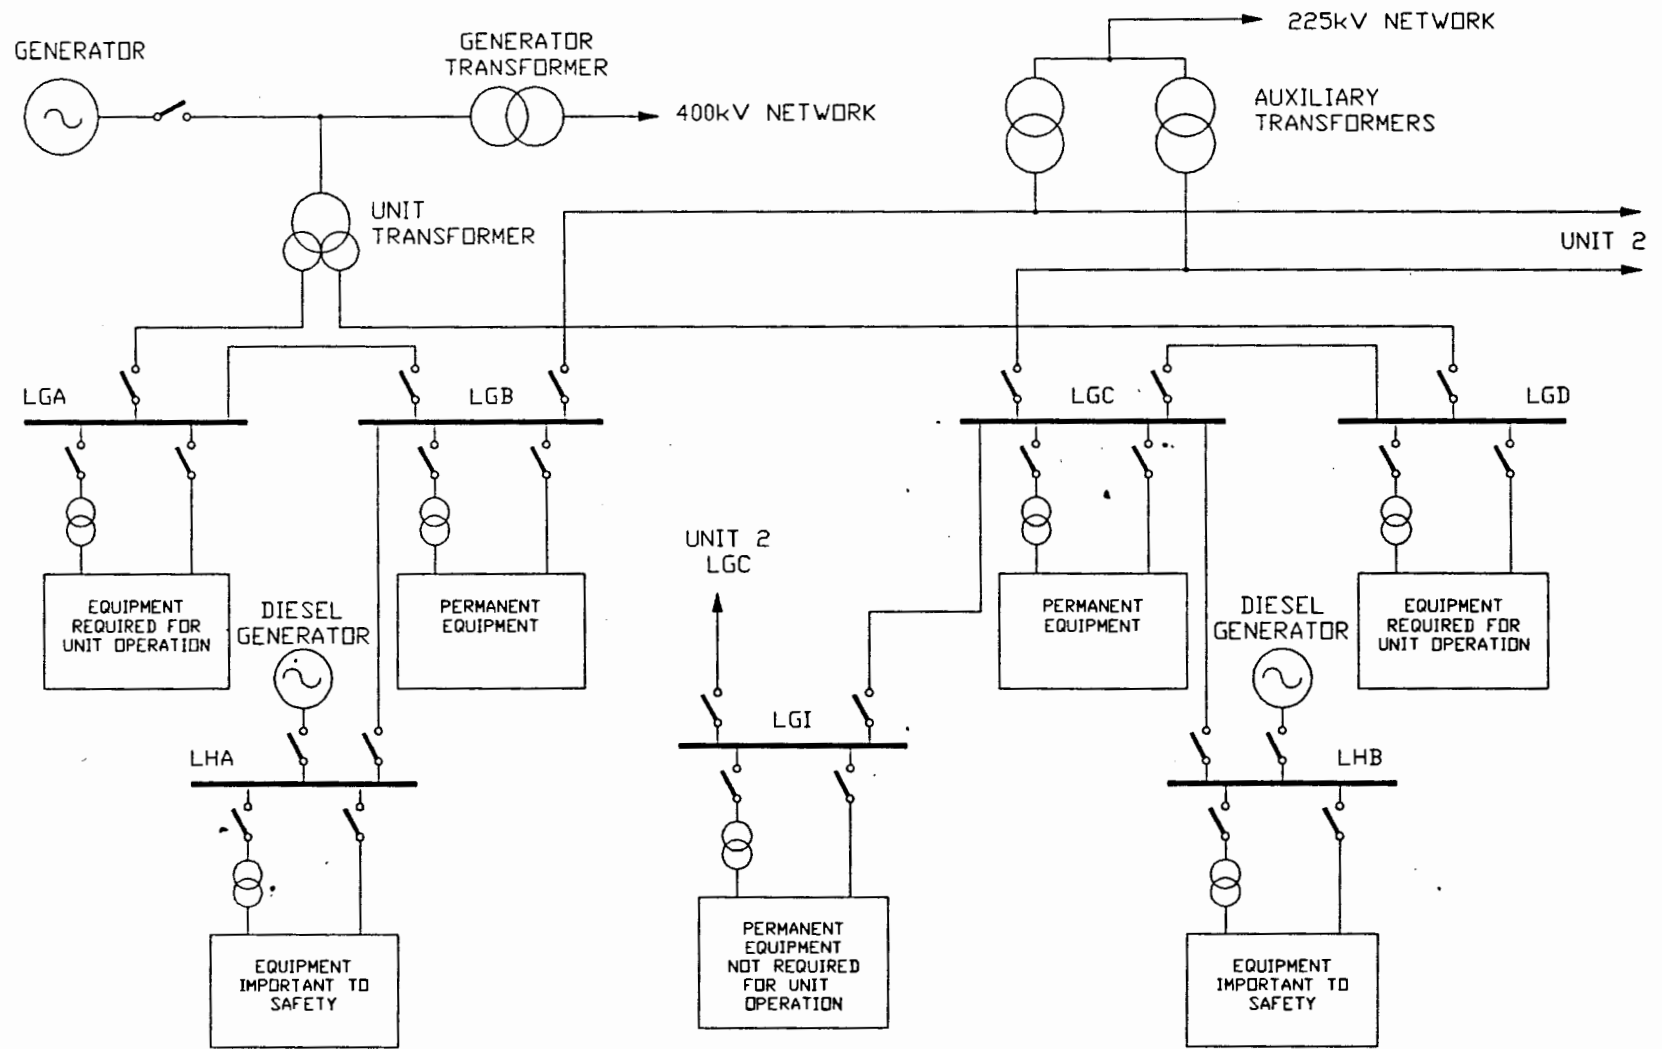 225kV NETWORK
GENERATOR
GENERATOR
TRANSFORMER
400kV NETWORK
AUXILIARY
TRANSFORMERS
UNIT
TRANSFORMER
UNIT 2
LGA
LGB
LGC
LGD
UNIT 2
LGC
EQUIPMENT
REQUIRED FOR
UNIT OPERATION
DIESEL
GENERATOR
PERMANENT
EQUIPMENT
PERMANENT
EQUIPMENT
DIESEL
GENERATOR
EQUIPMENT
REQUIRED FOR
UNIT OPERATION
LHA
LGI
LHB
EQUIPMENT
IMPORTANT TO
SAFETY
PERMANENT
EQUIPMENT
NOT REQUIRED
FOR UNIT
OPERATION
EQUIPMENT
IMPORTANT TO
SAFETY